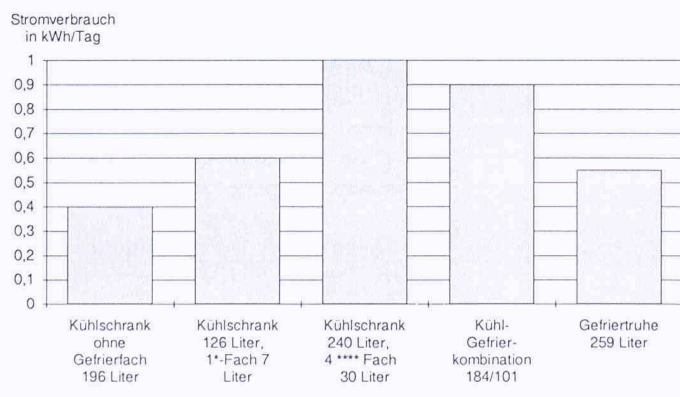 Stromverbrauch
in kWh/Tag
1
0,9
0,8
0,7
0,6
0,5
0,4
0,3
0,2
0,1
0
Kühlschrank
ohne
Gefrierfach
196 Liter
Kühlschrank
126 Liter,
1*-Fach 7
Liter
Kühlschrank
240 Liter,
4 **** Fach
30 Liter
Kühl-
Gefrier-
kombination
184/101
Gefriertruhe
259 Liter